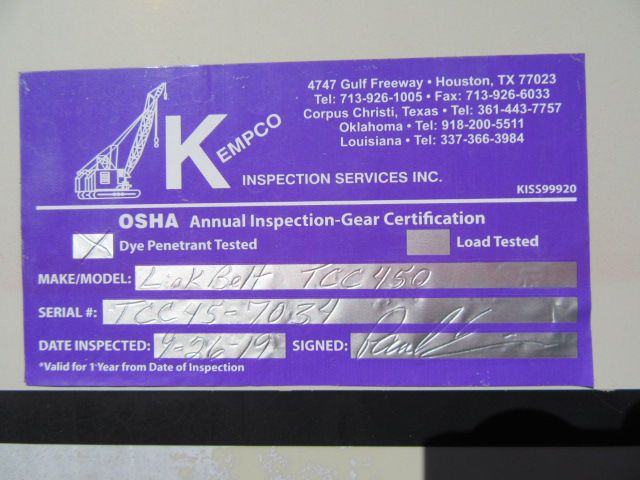 4747 Gulf Freeway • Houston, TX 77023
Tel: 713-926-1005 • Fax: 713-926-6033
Corpus Christi, Texas • Tel: 361-443-7757
Oklahoma • Tel: 918-200-5511
Louisiana • Tel: 337-366-3984
KEMPCO
INSPECTION SERVICES INC.
KISS99920
OSHA Annual Inspection-Gear Certification
X Dye Penetrant Tested Load Tested
MAKE/MODEL: Link Belt TCC 450
SERIAL #: TCC45-7034
DATE INSPECTED: 9-26-19 SIGNED: Paul
*Valid for 1 Year from Date of Inspection